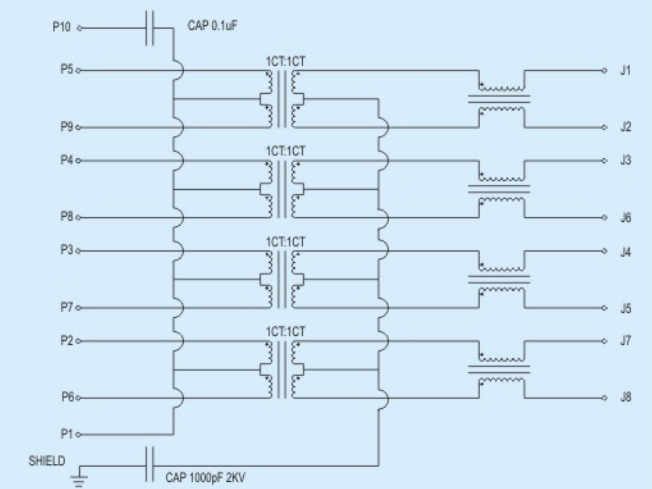 P10 CAP 0.1uF
1CT:1CT
P5 J1
P9 J2
1CT:1CT
P4 J3
P8 J6
1CT:1CT
P3 J4
P7 J5
1CT:1CT
P2 J7
P6 J8
P1
SHIELD
CAP 1000pF 2KV